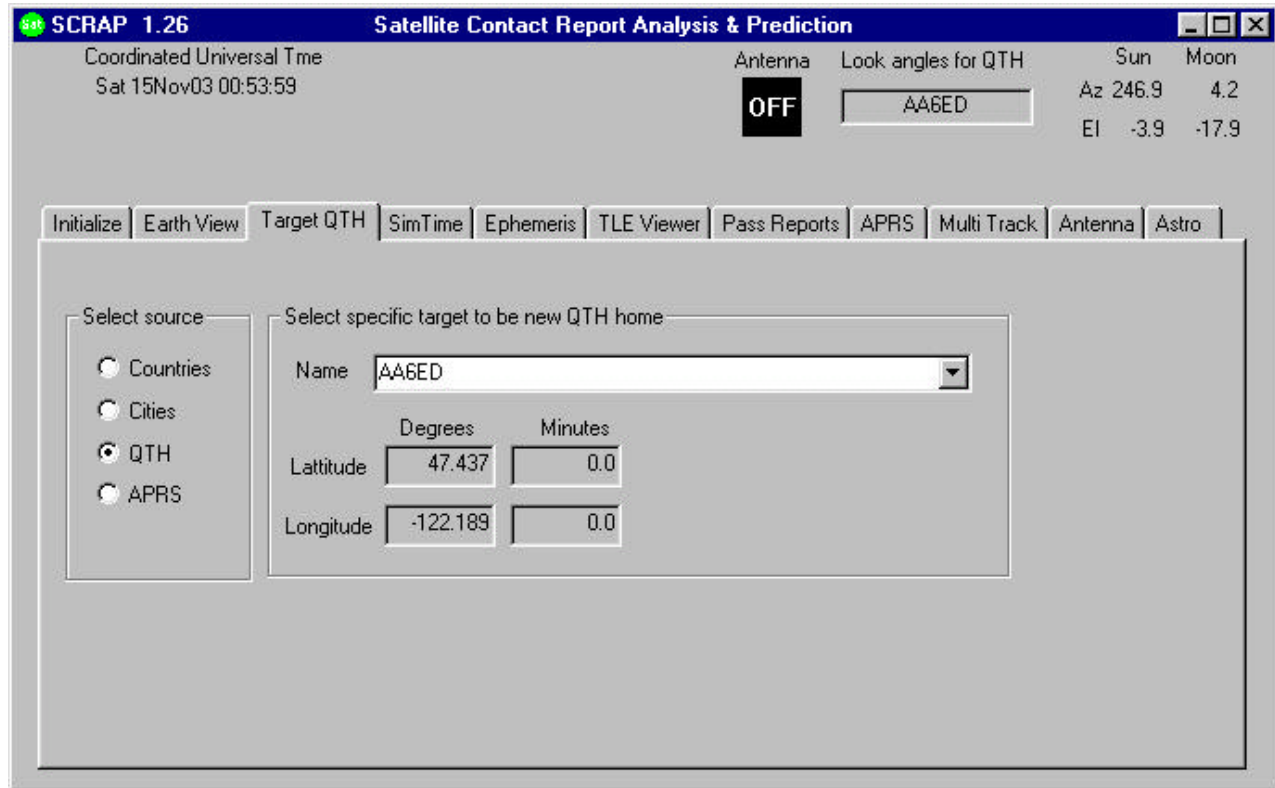 Sat SCRAP 1.26 Satellite Contact Report Analysis & Prediction
Coordinated Universal Tme
Sat 15Nov03 00:53:59
Antenna
OFF
Look angles for QTH
AA6ED
Sun Moon
Az 246.9 4.2
El -3.9 -17.9
Initialize Earth View Target QTH SimTime Ephemeris TLE Viewer Pass Reports APRS Multi Track Antenna Astro
Select source
Countries
Cities
QTH
APRS
Select specific target to be new QTH home
Name AA6ED
Degrees Minutes
Lattitude 47.437 0.0
Longitude -122.189 0.0